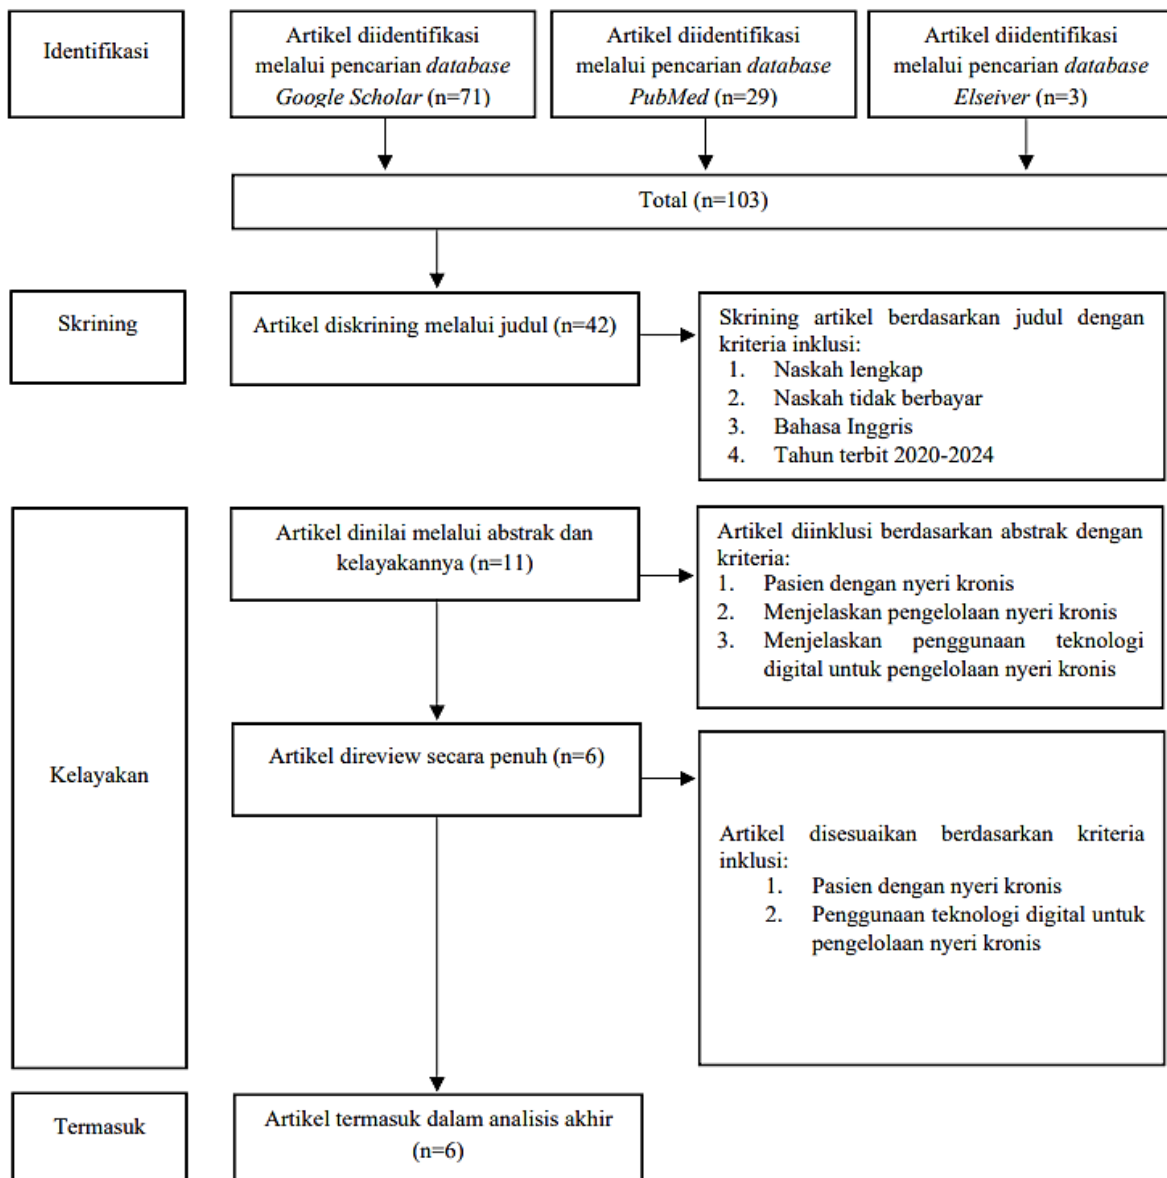 Identifikasi
Artikel diidentifikasi
melalui pencarian database
Google Scholar (n=71)
Artikel diidentifikasi
melalui pencarian database
PubMed (n=29)
Artikel diidentifikasi
melalui pencarian database
Elseiver (n=3)
Total (n=103)
Skrining
Artikel diskrining melalui judul (n=42)
Skrining artikel berdasarkan judul dengan
kriteria inklusi:
1. Naskah lengkap
2. Naskah tidak berbayar
3. Bahasa Inggris
4. Tahun terbit 2020-2024
Kelayakan
Artikel dinilai melalui abstrak dan
kelayakannya (n=11)
Artikel diinklusi berdasarkan abstrak dengan
kriteria:
1. Pasien dengan nyeri kronis
2. Menjelaskan pengelolaan nyeri kronis
3. Menjelaskan penggunaan teknologi
digital untuk pengelolaan nyeri kronis
Artikel direview secara penuh (n=6)
Artikel disesuaikan berdasarkan kriteria
inklusi:
1. Pasien dengan nyeri kronis
2. Penggunaan teknologi digital untuk
pengelolaan nyeri kronis
Termasuk
Artikel termasuk dalam analisis akhir
(n=6)